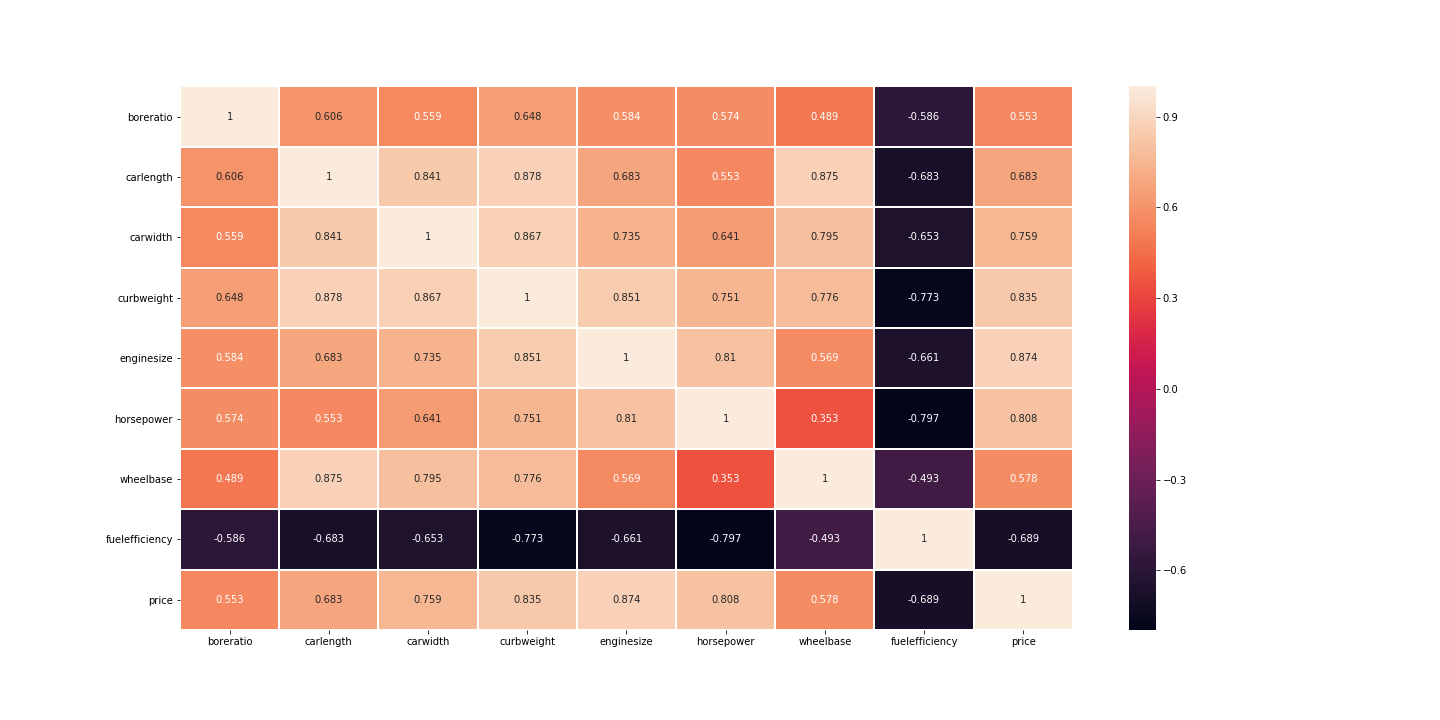 boreratio 1 0.606 0.559 0.648 0.584 0.574 0.489 -0.586 0.553 0.9
carlength 0.606 1 0.841 0.878 0.683 0.553 0.875 -0.683 0.683
carwidth 0.559 0.841 1 0.867 0.735 0.641 0.795 -0.653 0.759 0.6
curbweight 0.648 0.878 0.867 1 0.851 0.751 0.776 -0.773 0.835 0.3
enginesize 0.584 0.683 0.735 0.851 1 0.81 0.569 -0.661 0.874 0.0
horsepower 0.574 0.553 0.641 0.751 0.81 1 0.353 -0.797 0.808
wheelbase 0.489 0.875 0.795 0.776 0.569 0.353 1 -0.493 0.578 −0.3
fuelefficiency -0.586 -0.683 -0.653 -0.773 -0.661 -0.797 -0.493 1 -0.689 −0.6
price 0.553 0.683 0.759 0.835 0.874 0.808 0.578 -0.689 1
boreratio carlength carwidth curbweight enginesize horsepower wheelbase fuelefficiency price